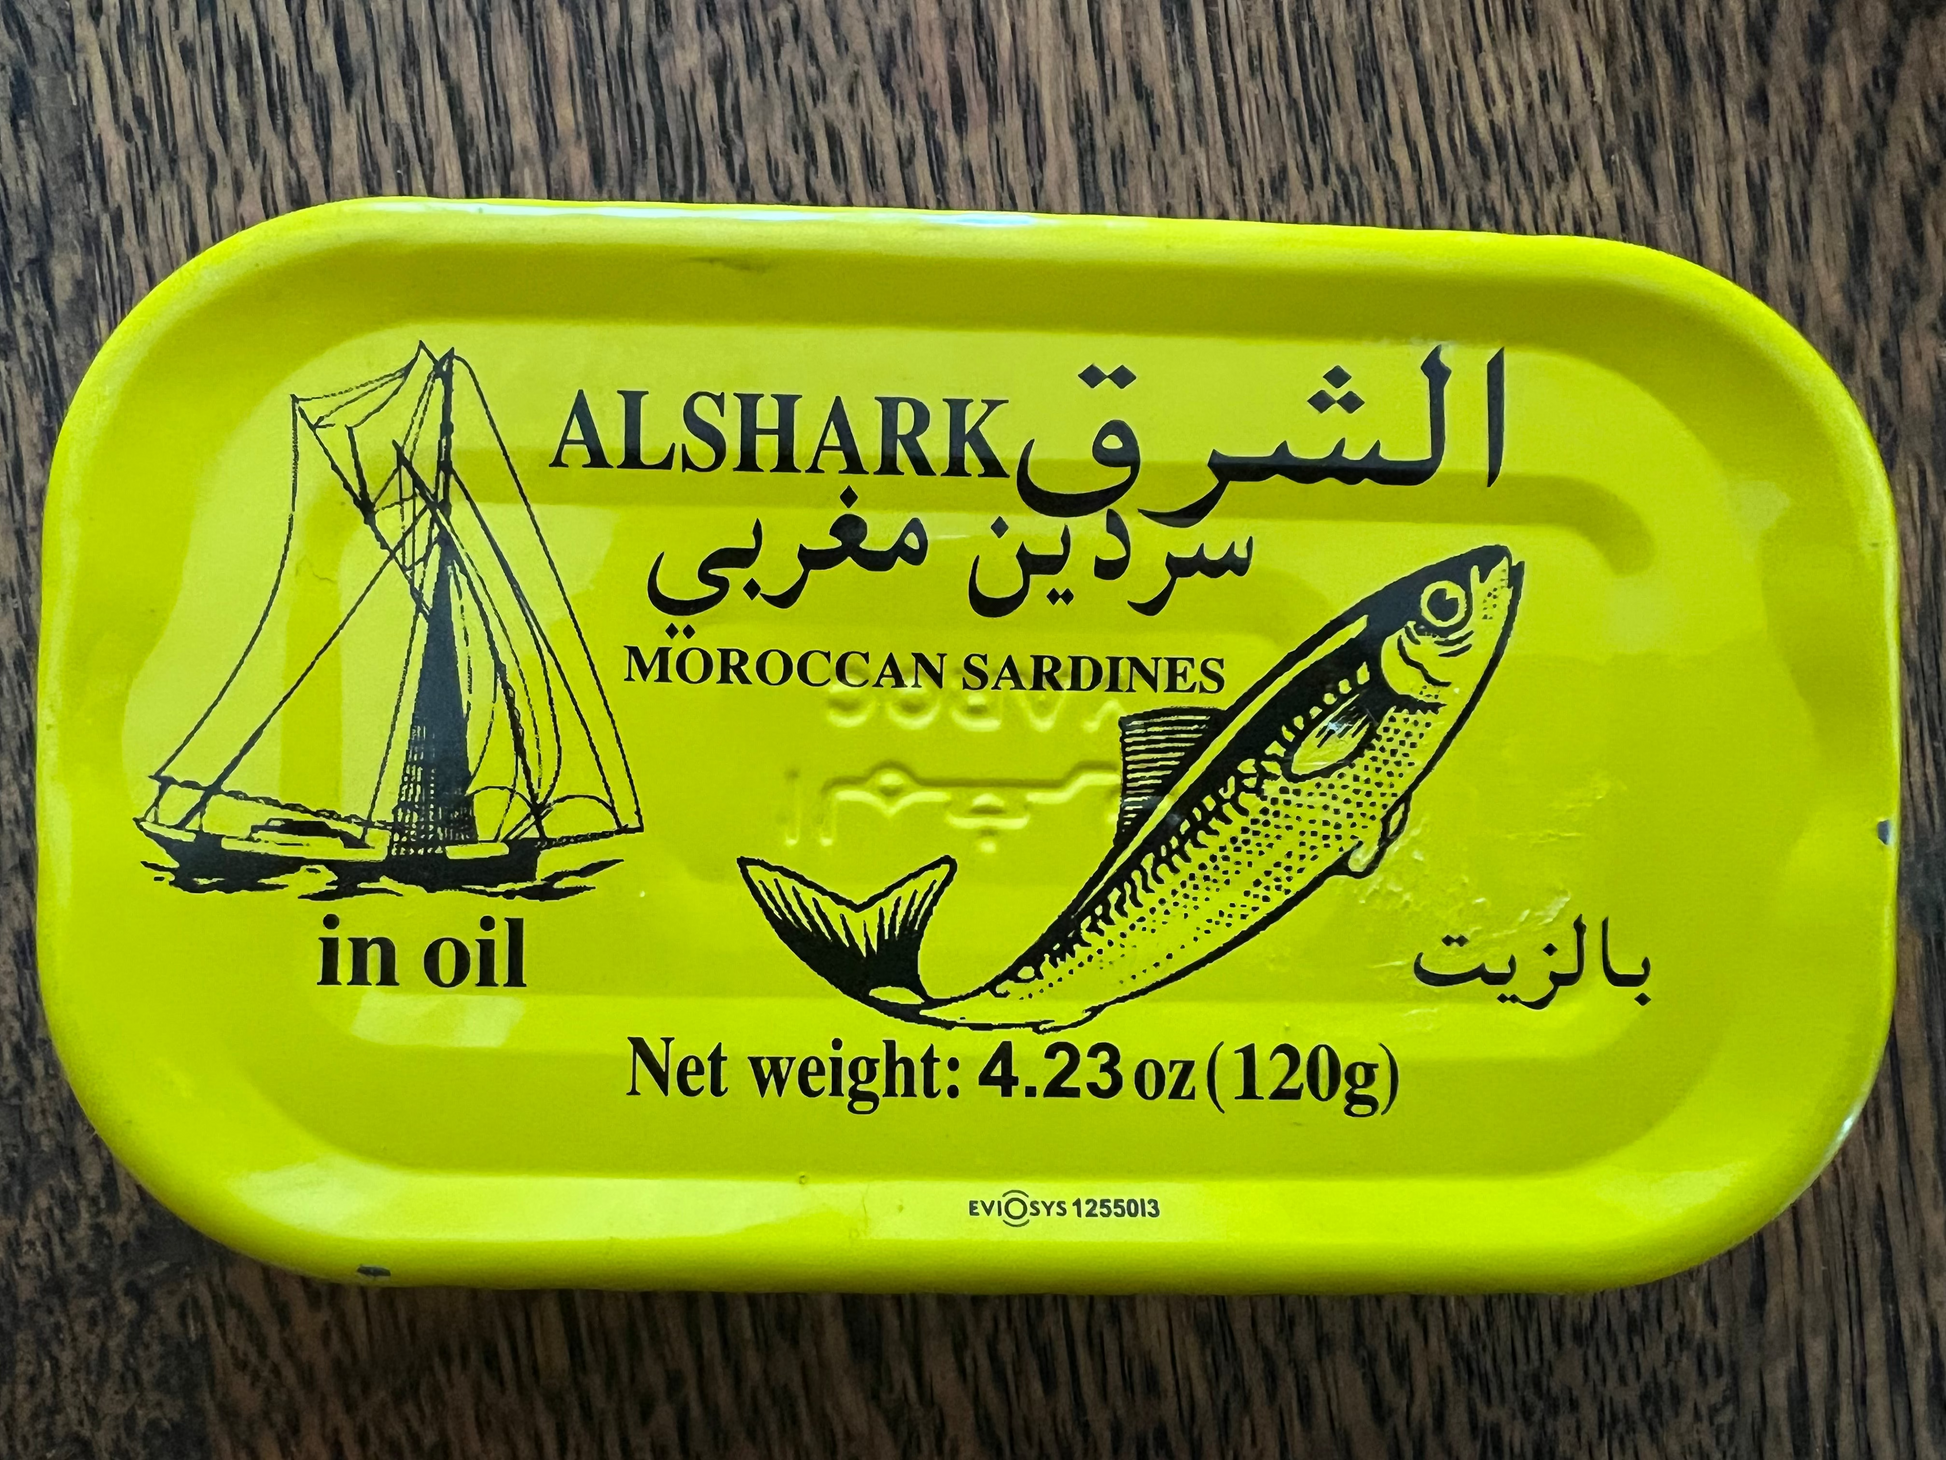 ALSHARK الشرق
سردين مغربي
MOROCCAN SARDINES
in oil
بالزيت
Net weight: 4.23 oz (120g)
EVIOSYS 1255013